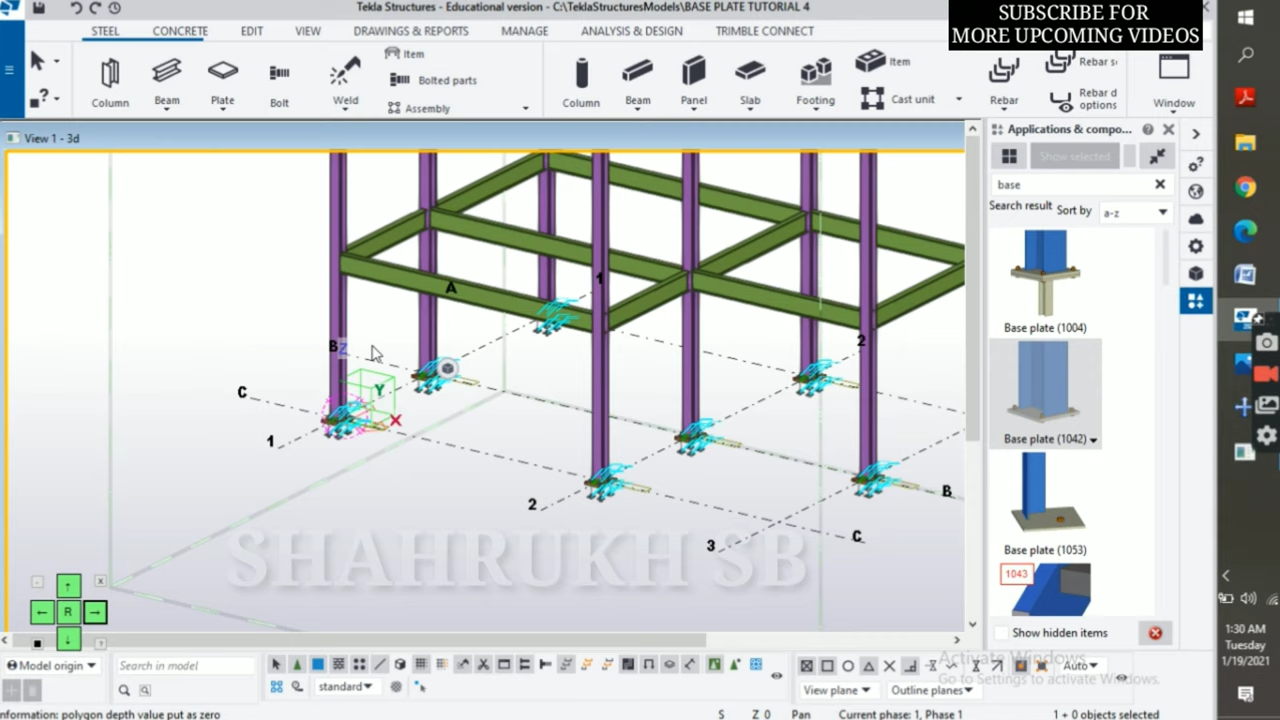 Tekla Structures - Educational version - C:\TeklaStructuresModels\BASE PLATE TUTORIAL 4
SUBSCRIBE FOR
MORE UPCOMING VIDEOS
STEEL CONCRETE EDIT VIEW DRAWINGS & REPORTS MANAGE ANALYSIS & DESIGN TRIMBLE CONNECT
Item
Bolted parts
Assembly
Column Beam Plate Bolt Weld
Column Beam Panel Slab Footing
Item
Cast unit
Rebar
Rebar d
options
Window
View 1 - 3d
Applications & compo...
Show selected
base
Search result Sort by a-z
Base plate (1004)
Base plate (1042)
Base plate (1053)
1043
Show hidden items
A
1
B
Z
2
C
Y
X
1
B
2
C
3
SHAHRUKH SB
R
X
?
Model origin
Search in model
standard
Auto
View plane
Outline planes
Activate Windows
Go to Settings to activate Windows.
nformation: polygon depth value put as zero
S Z 0 Pan Current phase: 1, Phase 1 1 + 0 objects selected
1:30 AM
Tuesday
1/19/2021